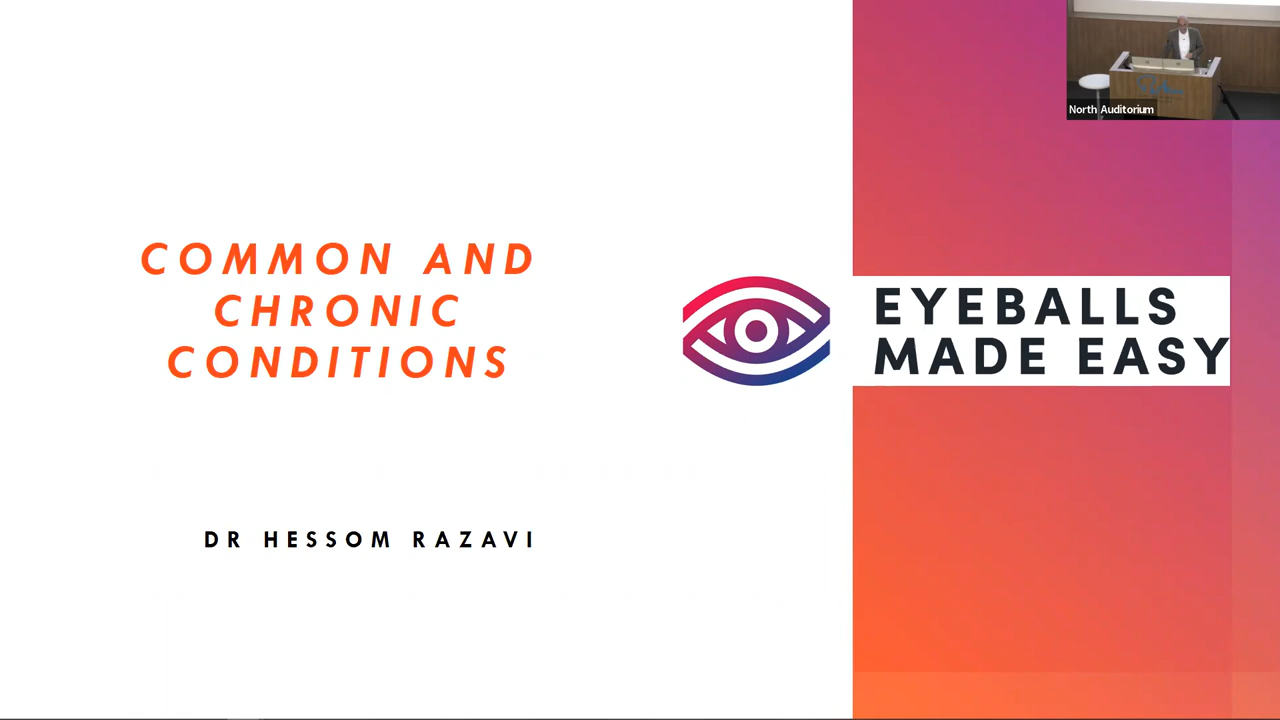 COMMON AND
CHRONIC
CONDITIONS
DR HESSOM RAZAVI
EYEBALLS
MADE EASY
North Auditorium